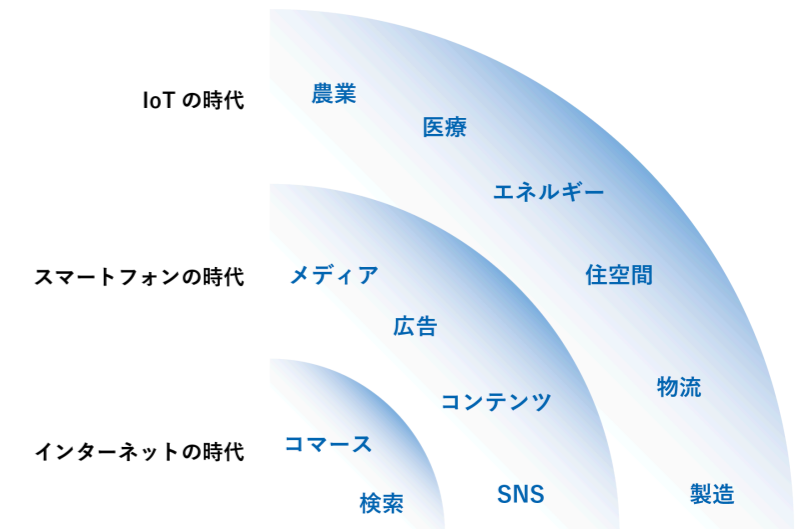 IoT の時代
農業
医療
エネルギー
住空間
物流
製造
スマートフォンの時代
メディア
広告
コンテンツ
SNS
インターネットの時代
コマース
検索